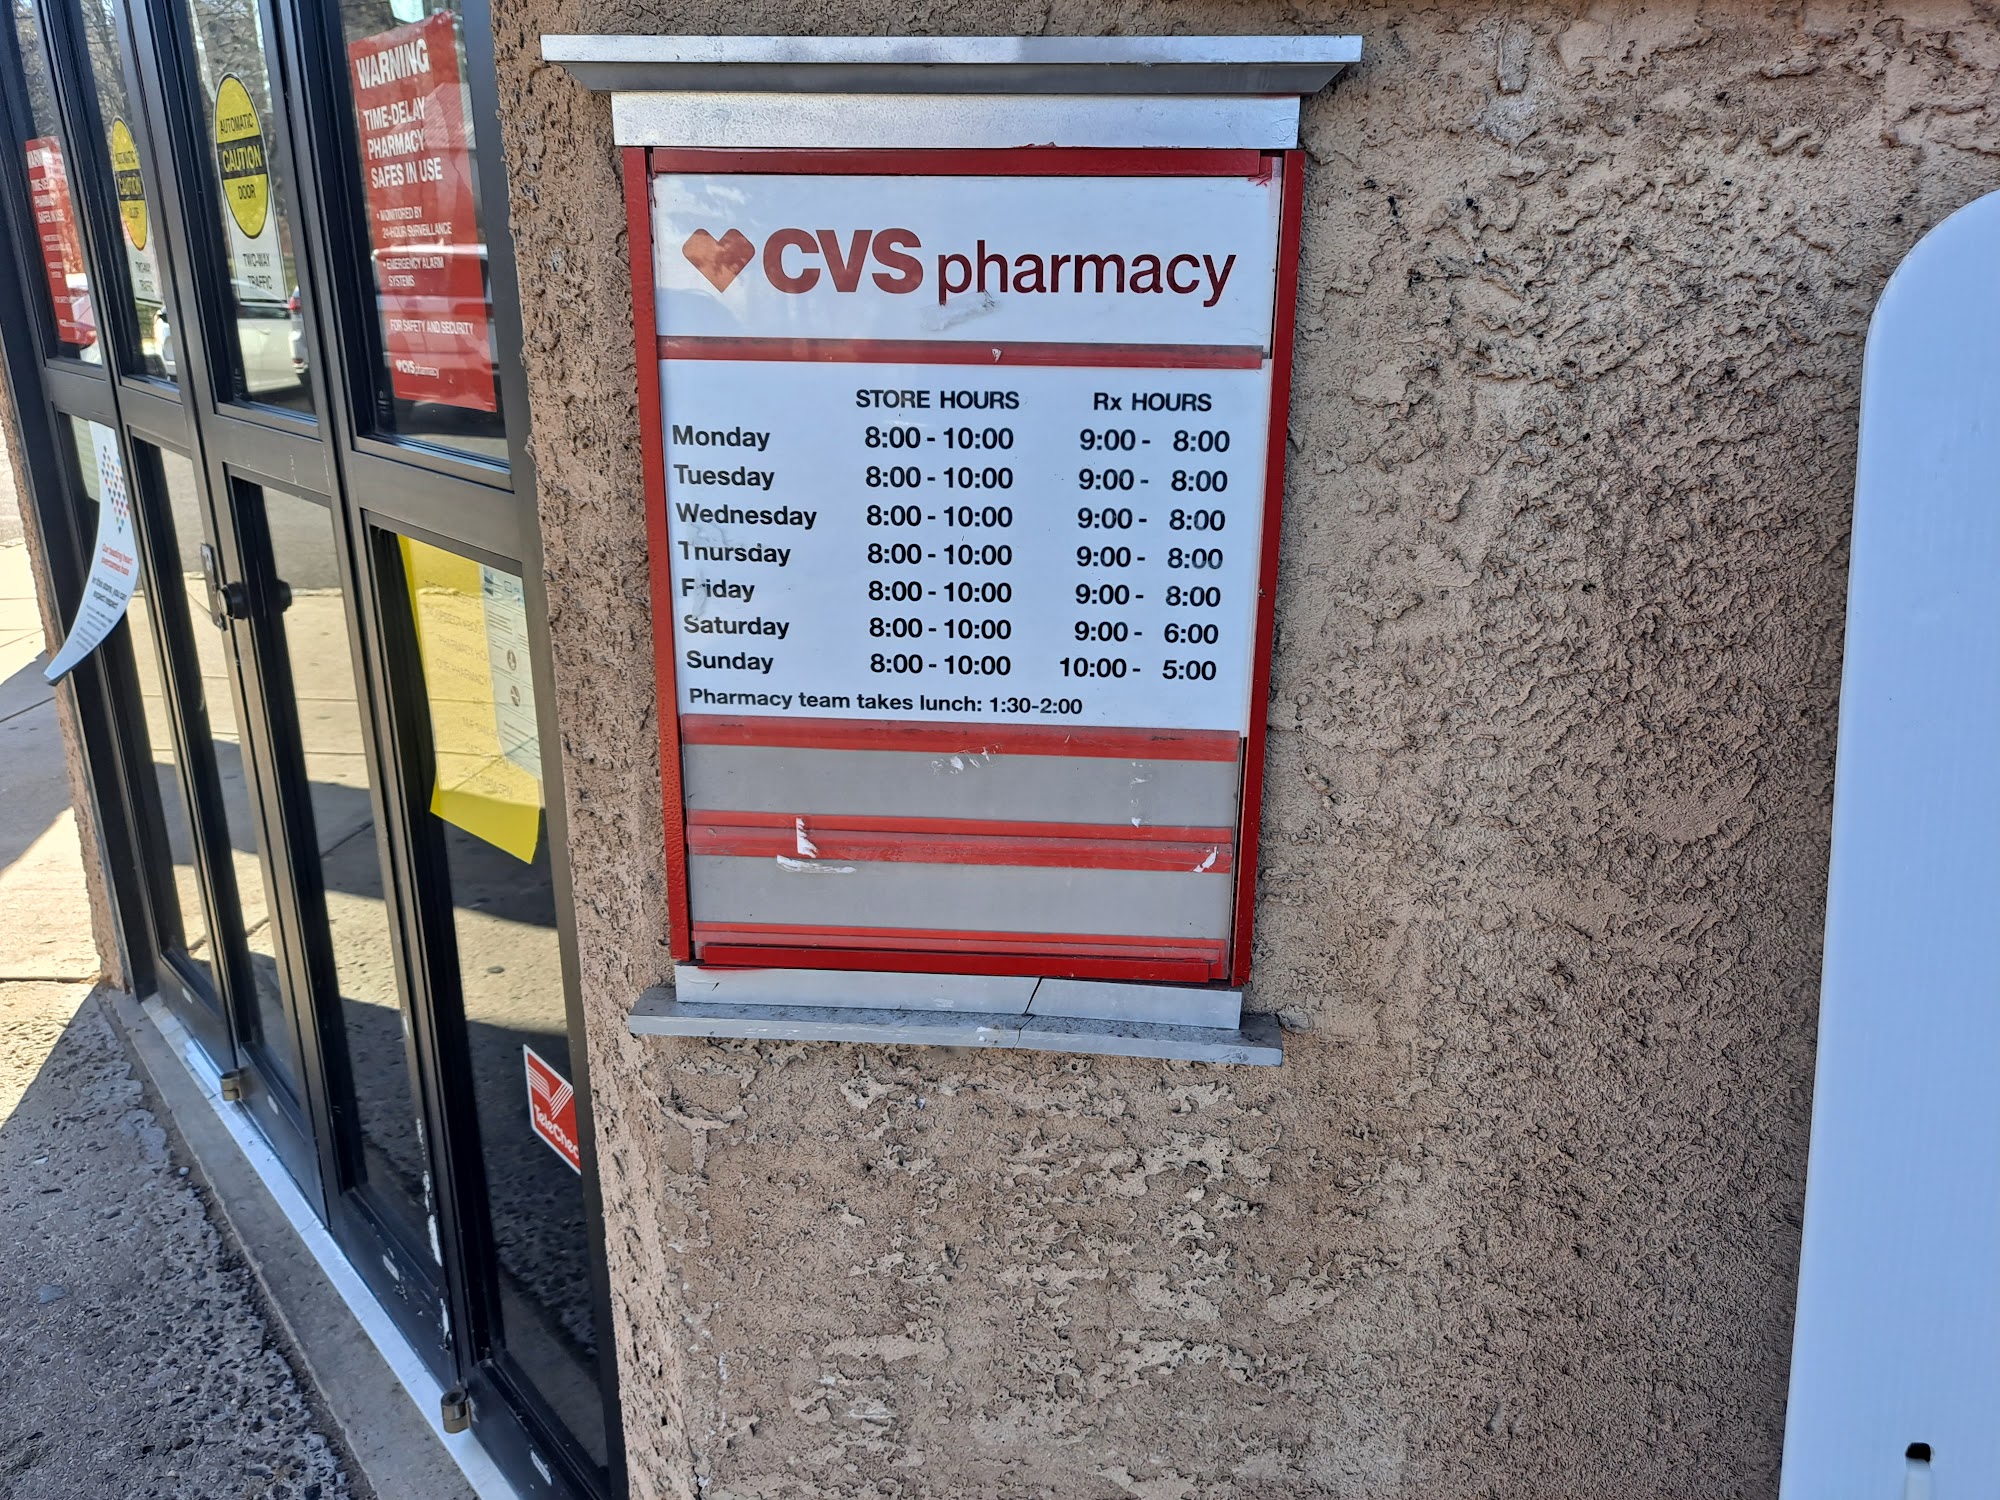 WARNING
TIME-DELAY
PHARMACY
SAFES IN USE
• MONITORED BY
24-HOUR SURVEILLANCE
• EMERGENCY ALARM
SYSTEMS
FOR SAFETY AND SECURITY
CVS pharmacy
AUTOMATIC
CAUTION
DOOR
TWO-WAY
TRAFFIC
AUTOMATIC
CAUTION
DOOR
CVS pharmacy
STORE HOURS Rx HOURS
Monday 8:00 - 10:00 9:00 - 8:00
Tuesday 8:00 - 10:00 9:00 - 8:00
Wednesday 8:00 - 10:00 9:00 - 8:00
Thursday 8:00 - 10:00 9:00 - 8:00
Friday 8:00 - 10:00 9:00 - 8:00
Saturday 8:00 - 10:00 9:00 - 6:00
Sunday 8:00 - 10:00 10:00 - 5:00
Pharmacy team takes lunch: 1:30-2:00
TeleChec